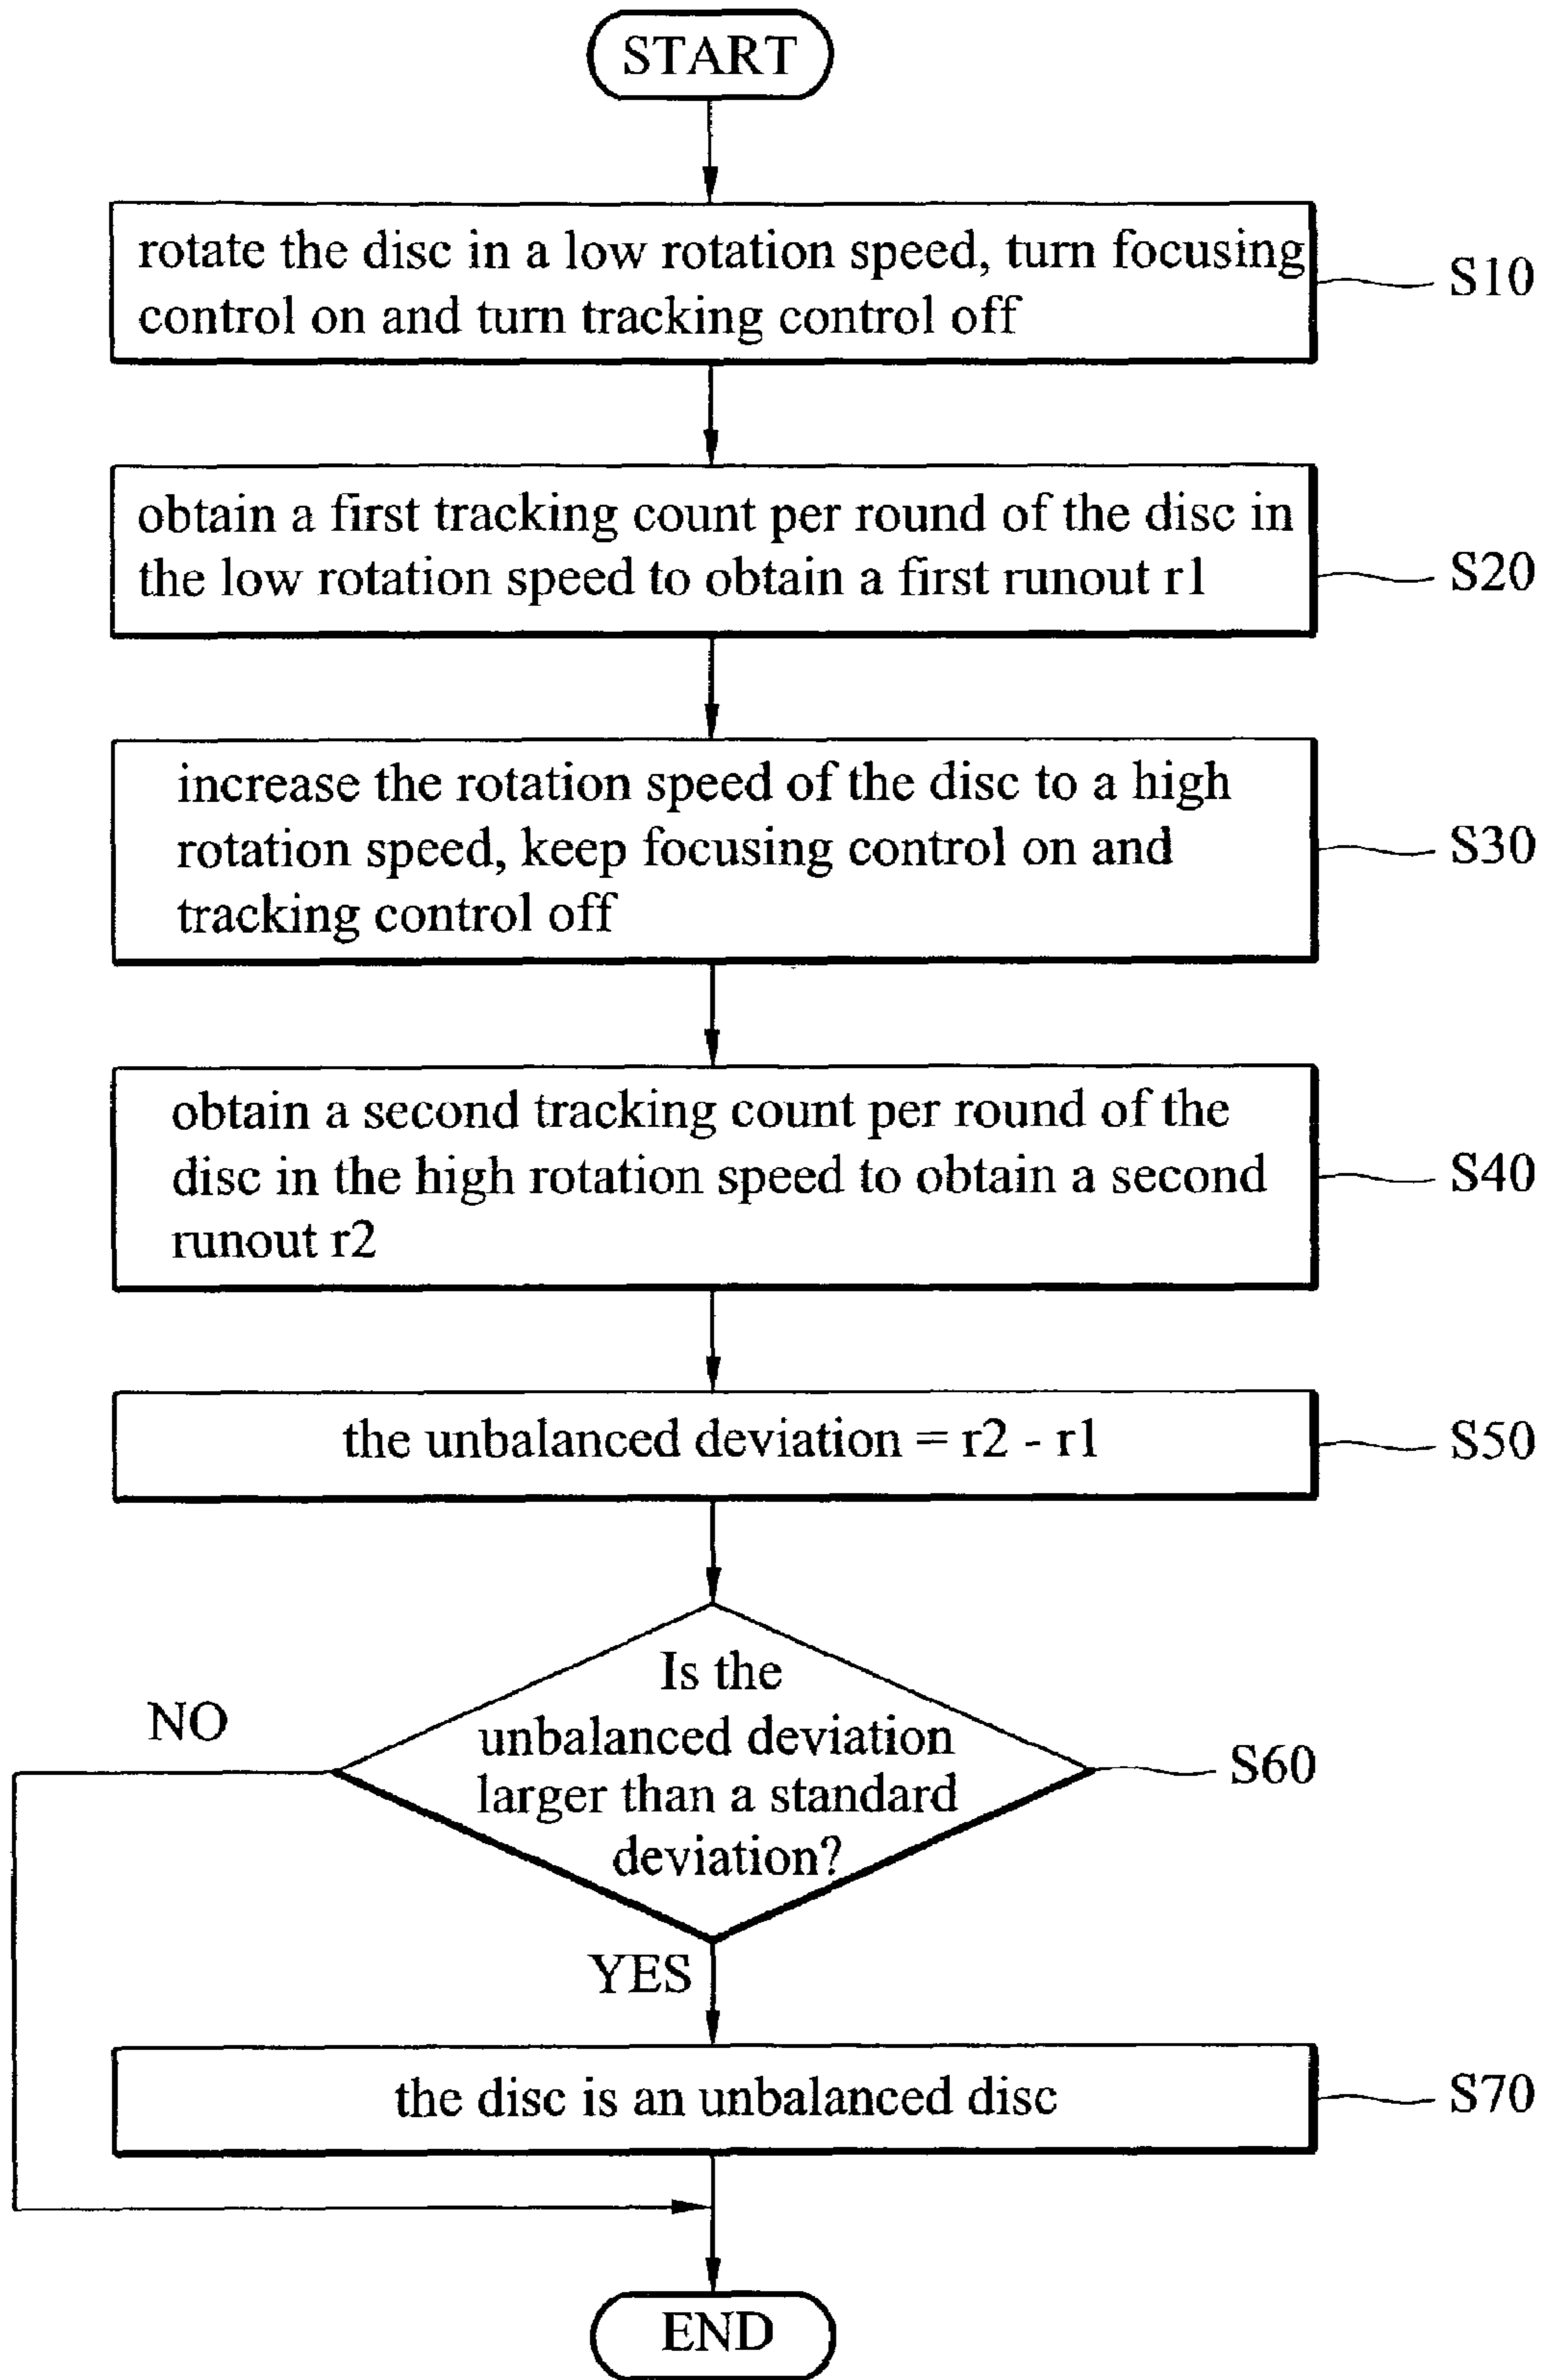 START
rotate the disc in a low rotation speed, turn focusing
control on and turn tracking control off
S10
obtain a first tracking count per round of the disc in
the low rotation speed to obtain a first runout r1
S20
increase the rotation speed of the disc to a high
rotation speed, keep focusing control on and
tracking control off
S30
obtain a second tracking count per round of the
disc in the high rotation speed to obtain a second
runout r2
S40
the unbalanced deviation = r2 - r1
S50
Is the
unbalanced deviation
larger than a standard
deviation?
NO
S60
YES
the disc is an unbalanced disc
S70
END